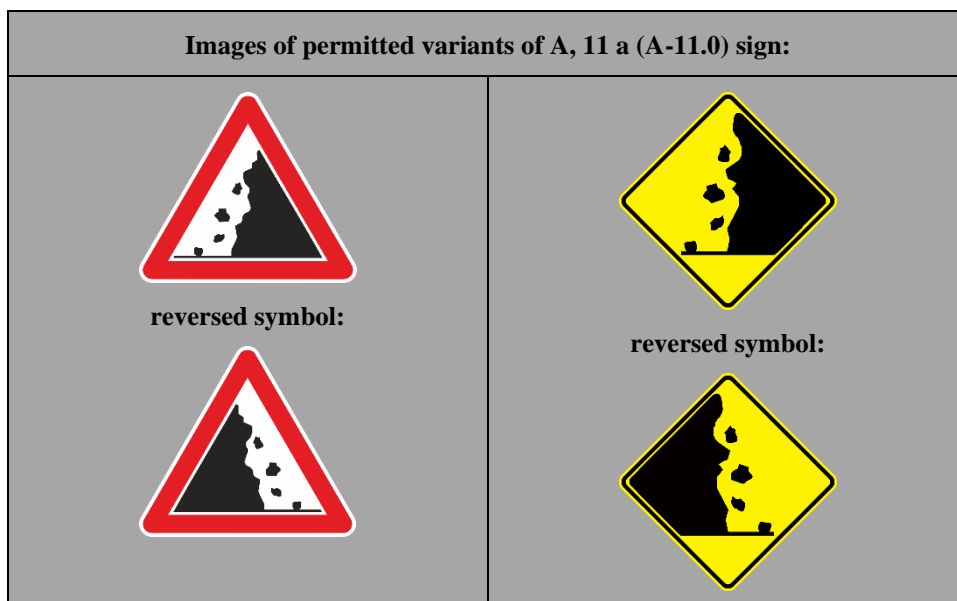 Images of permitted variants of A, 11 a (A-11.0) sign:
reversed symbol:
reversed symbol: